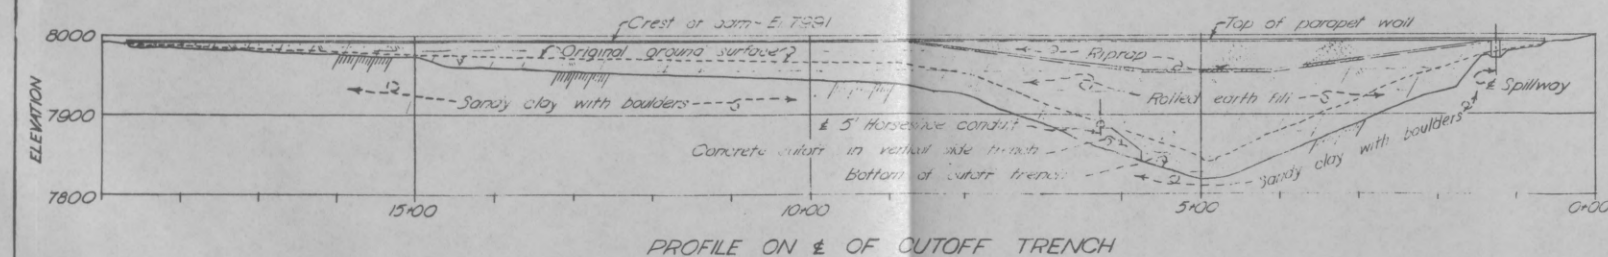 Crest of dam - El. 7991
Top of parapet wall
8000
Original ground surface
Riprap
Sandy clay with boulders
Rolled earth fill
℄ Spillway
7900
ELEVATION
℄ 5' Horseshoe conduit
Concrete cutoff in vertical side trench
Bottom of cutoff trench
Sandy clay with boulders
7800
15+00
10+00
5+00
0+00
PROFILE ON ℄ OF CUTOFF TRENCH